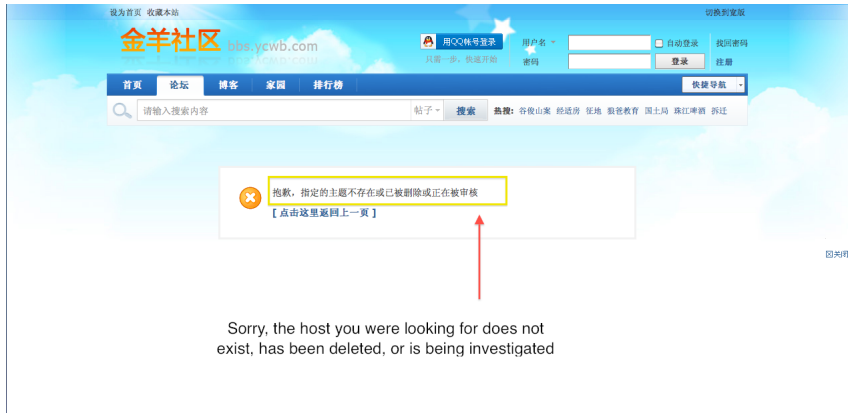 设为首页 收藏本站 切换到宽版
金羊社区 bbs.ycwb.com
用QQ帐号登录 用户名 自动登录 找回密码
只需一步，快速开始 密码 登录 注册
首页 论坛 博客 家园 排行榜 快捷导航
请输入搜索内容 帖子 搜索 热搜: 谷俊山案 经适房 征地 狼爸教育 国土局 珠江啤酒 拆迁
抱歉，指定的主题不存在或已被删除或正在被审核
[ 点击这里返回上一页 ]
关闭
Sorry, the host you were looking for does not
exist, has been deleted, or is being investigated